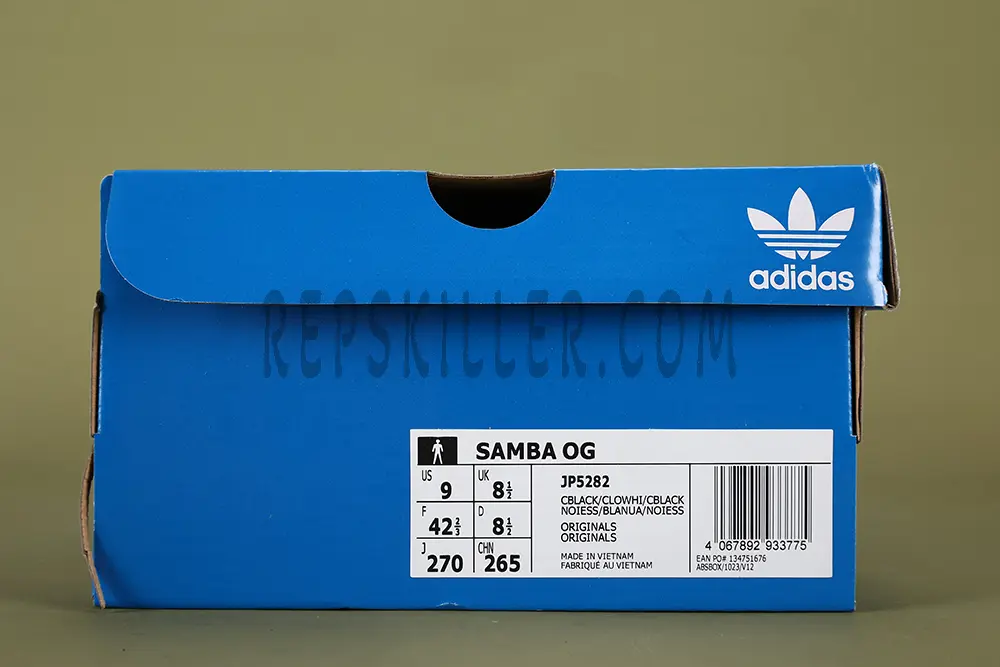 adidas
REPSKILLER.COM
SAMBA OG
US 9 UK 8½
F 42⅔ D 8½
J 270 CHN 265
JP5282
CBLACK/CLOWHI/CBLACK
NOIESS/BLANUA/NOIESS
ORIGINALS
ORIGINALS
MADE IN VIETNAM
FABRIQUÉ AU VIETNAM
4 067892 933775
EAN PO# 134751676
ABSBOX/1023/V12